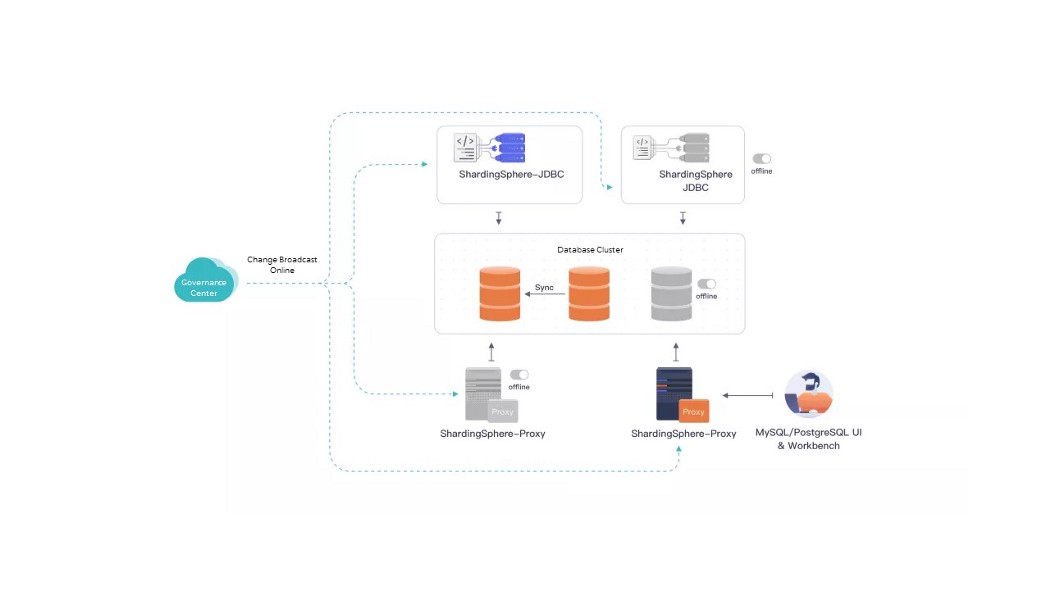 ShardingSphere-JDBC
ShardingSphere
JDBC
offline
Database Cluster
Change Broadcast
Online
Governance
Center
Sync
offline
offline
Proxy
Proxy
ShardingSphere-Proxy
ShardingSphere-Proxy
MySQL/PostgreSQL UI
& Workbench